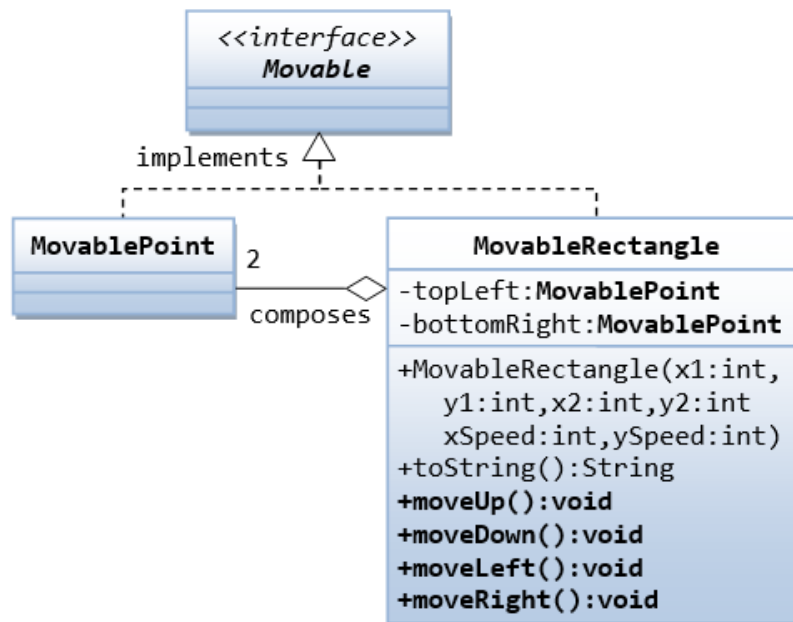 <<interface>>
Movable
implements
MovablePoint
2
composes
MovableRectangle
-topLeft:MovablePoint
-bottomRight:MovablePoint
+MovableRectangle(x1:int,
y1:int,x2:int,y2:int
xSpeed:int,ySpeed:int)
+toString():String
+moveUp():void
+moveDown():void
+moveLeft():void
+moveRight():void